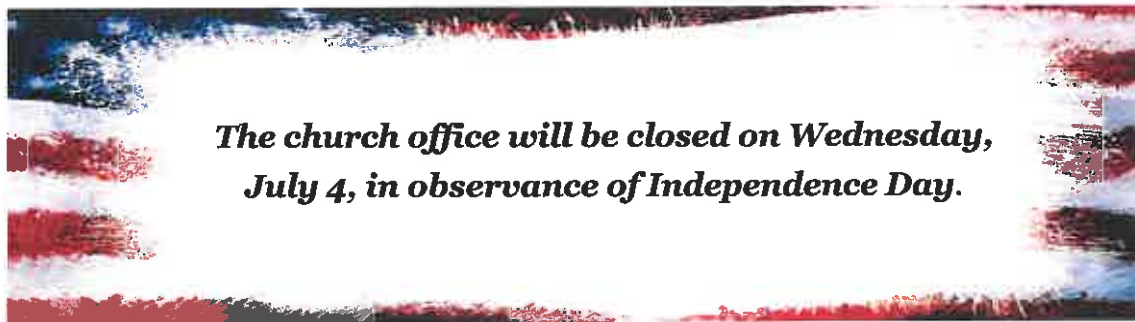 The church office will be closed on Wednesday,
July 4, in observance of Independence Day.